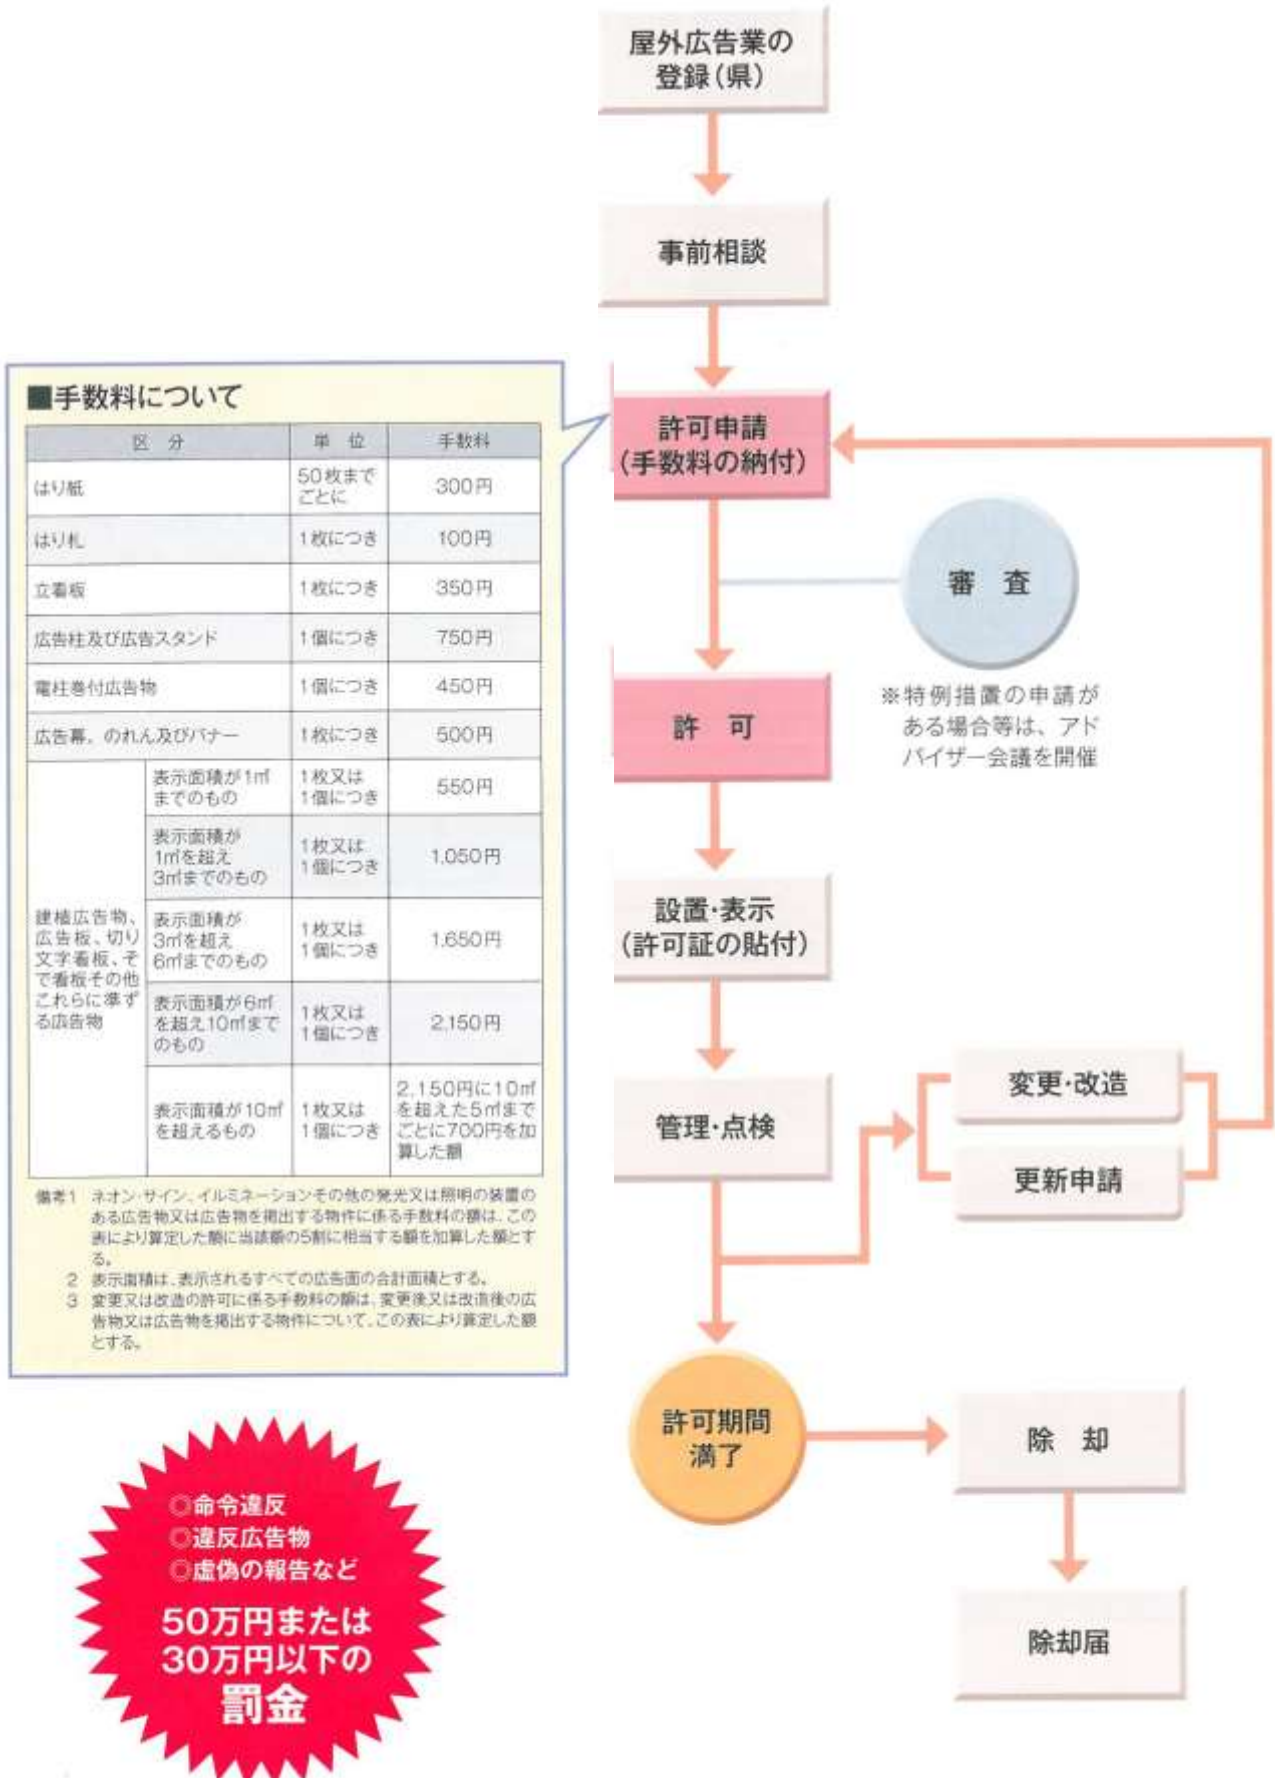 屋外広告業の
登録(県)
事前相談
■手数料について
区 分 単 位 手数料
はり紙 50枚までごとに 300円
はり札 1枚につき 100円
立看板 1枚につき 350円
広告柱及び広告スタンド 1個につき 750円
電柱巻付広告物 1個につき 450円
広告幕、のれん及びバナー 1枚につき 500円
建植広告物、
広告板、切り
文字看板、そ
で看板その他
これらに準ず
る広告物
表示面積が1㎡
までのもの
1枚又は
1個につき
550円
表示面積が
1㎡を超え
3㎡までのもの
1枚又は
1個につき
1,050円
表示面積が
3㎡を超え
6㎡までのもの
1枚又は
1個につき
1,650円
表示面積が6㎡
を超え10㎡まで
のもの
1枚又は
1個につき
2,150円
表示面積が10㎡
を超えるもの
1枚又は
1個につき
2,150円に10㎡
を超えた5㎡まで
ごとに700円を加
算した額
備考1 ネオン・サイン、イルミネーションその他の発光又は照明の装置の
ある広告物又は広告物を掲出する物件に係る手数料の額は、この
表により算定した額に当該額の5割に相当する額を加算した額とす
る。
2 表示面積は、表示されるすべての広告面の合計面積とする。
3 変更又は改造の許可に係る手数料の額は、変更後又は改造後の広
告物又は広告物を掲出する物件について、この表により算定した額
とする。
許可申請
(手数料の納付)
審 査
※特例措置の申請が
ある場合等は、アド
バイザー会議を開催
許 可
設置・表示
(許可証の貼付)
管理・点検
変更・改造
更新申請
許可期間
満了
除 却
除却届
◎命令違反
◎違反広告物
◎虚偽の報告など
50万円または
30万円以下の
罰金